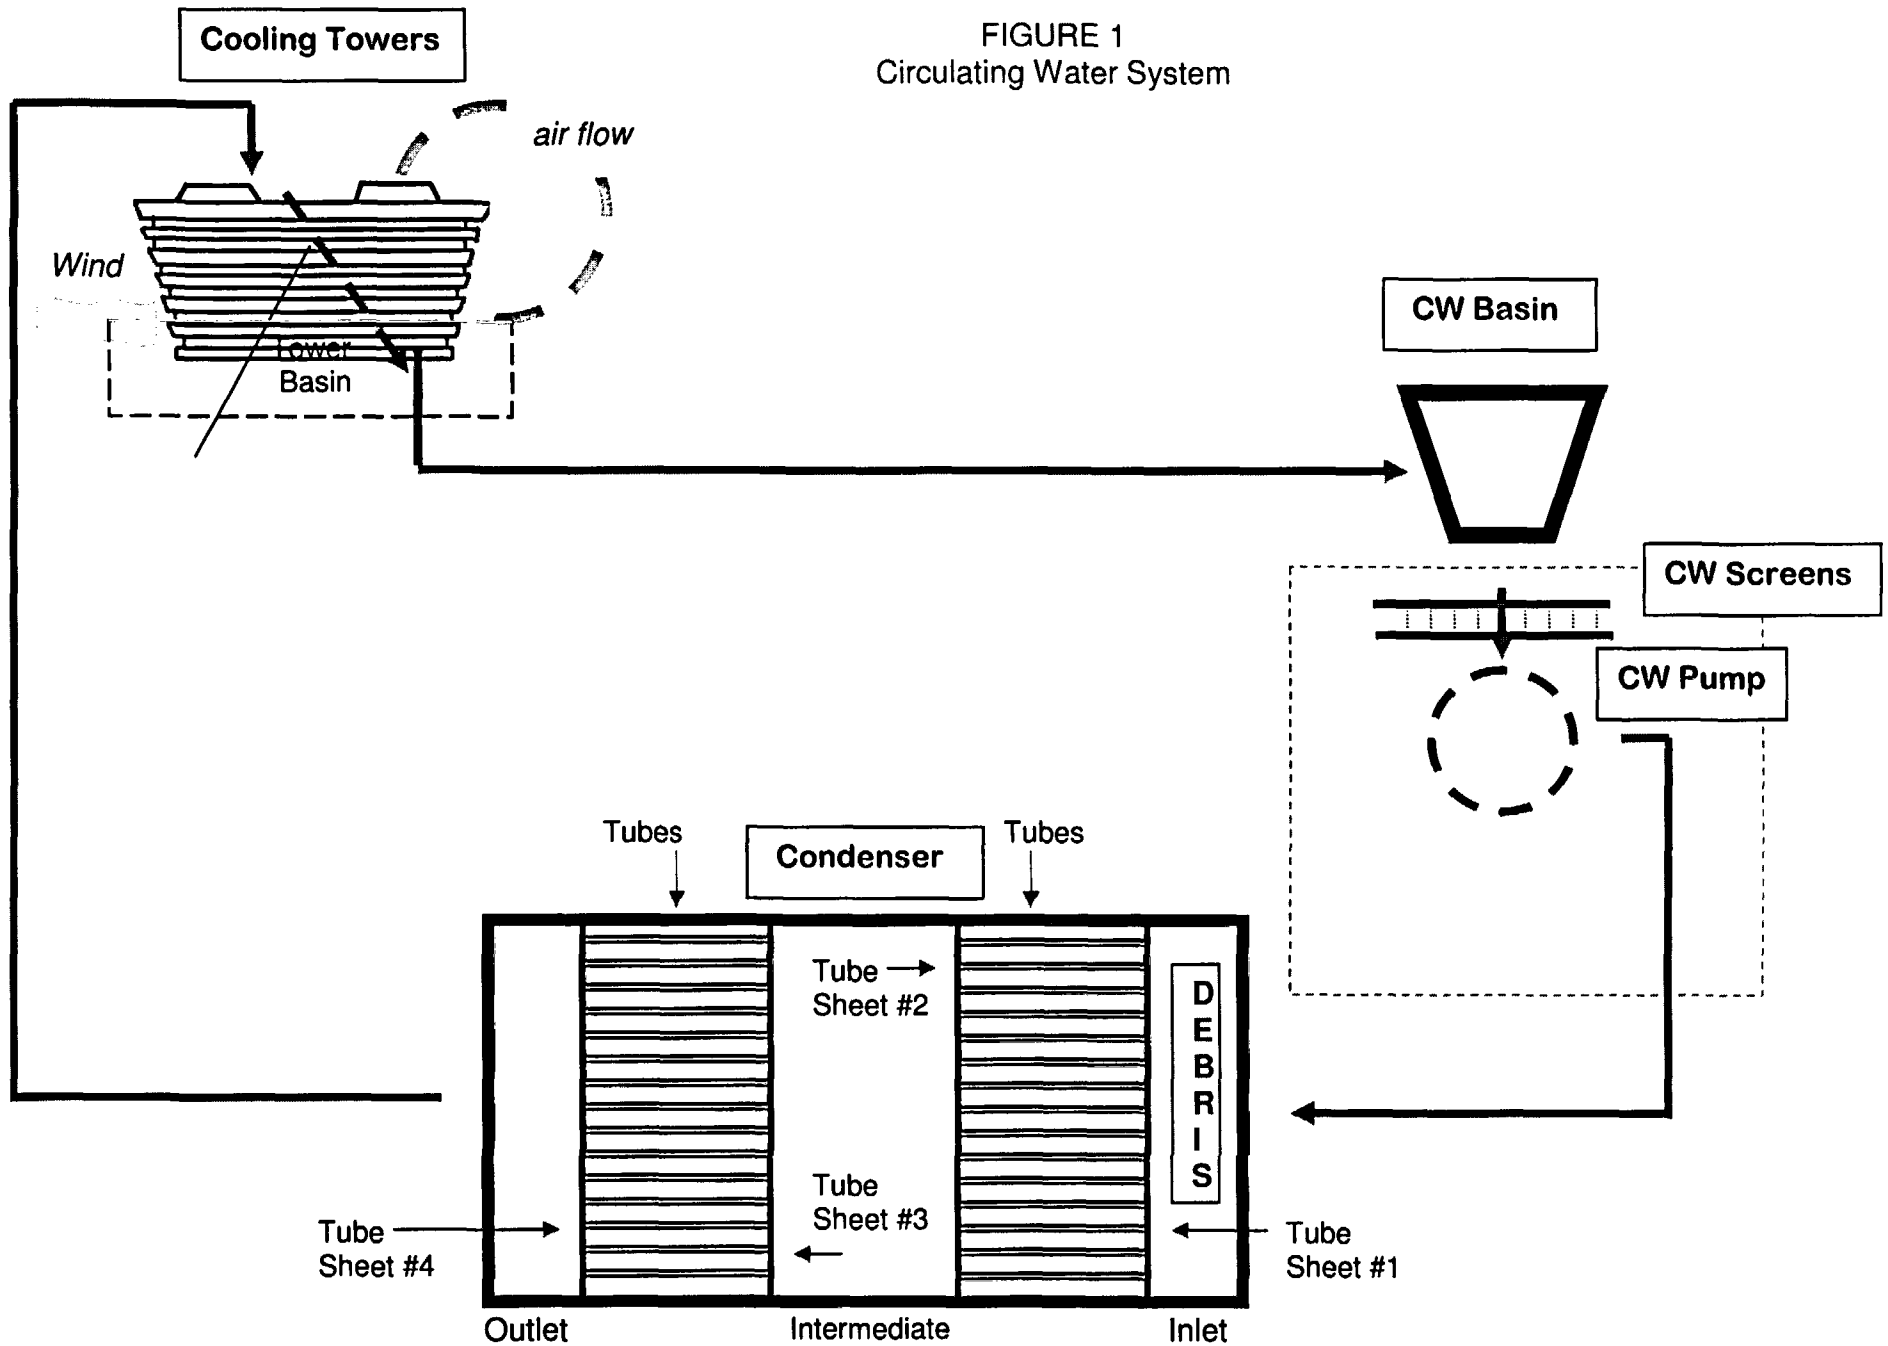 Cooling Towers
FIGURE 1
Circulating Water System
air flow
Wind
Tower
Basin
CW Basin
CW Screens
CW Pump
Tubes
Condenser
Tubes
Tube
Sheet #2
D
E
B
R
I
S
Tube
Sheet #3
Tube
Sheet #4
Tube
Sheet #1
Outlet
Intermediate
Inlet